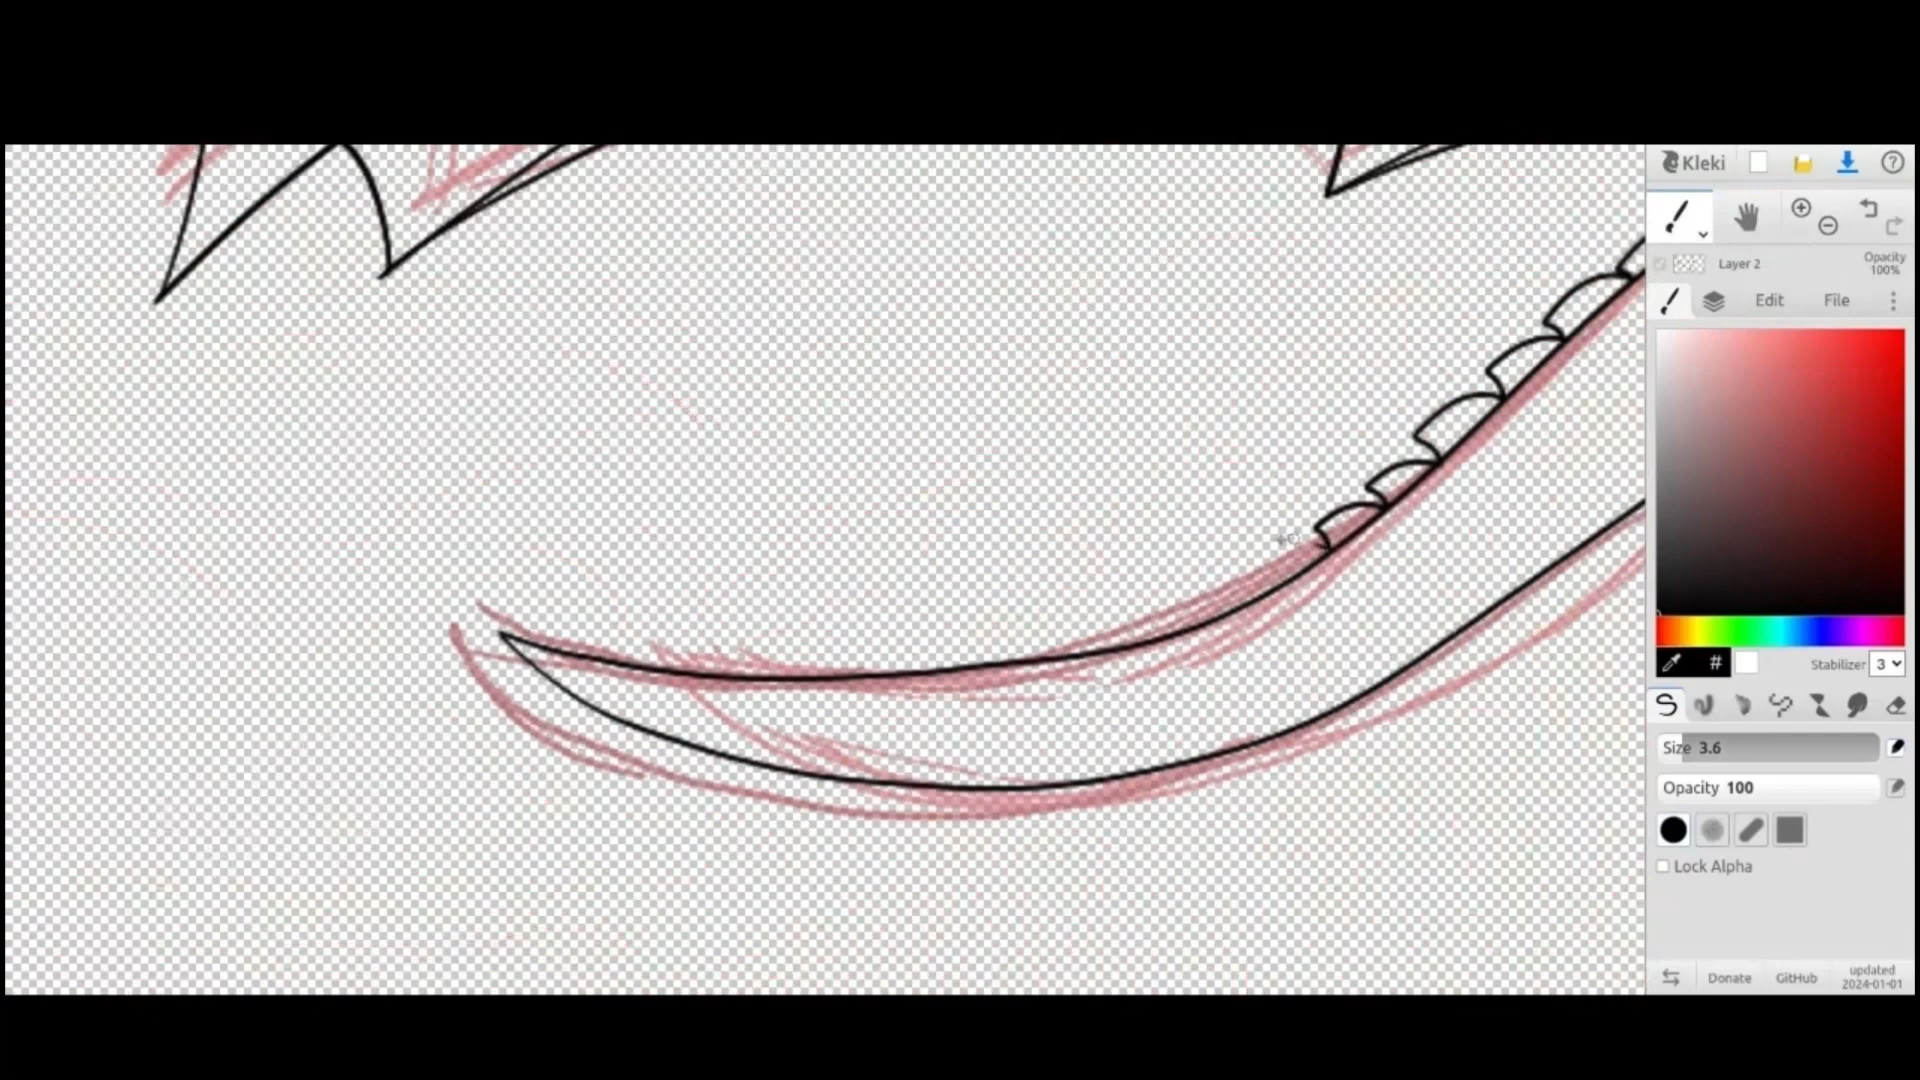 Kleki
Layer 2
Opacity
100%
Edit
File
#
Stabilizer
3
Size 3.6
Opacity 100
Lock Alpha
Donate
GitHub
updated
2024-01-01